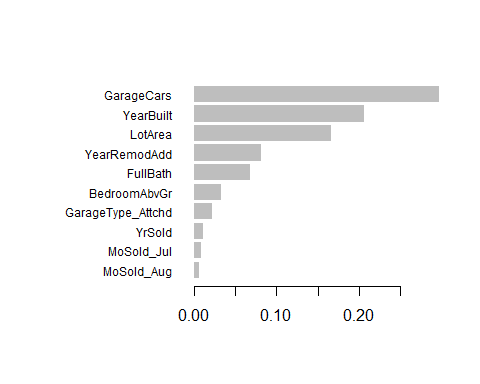 GarageCars
YearBuilt
LotArea
YearRemodAdd
FullBath
BedroomAbvGr
GarageType_Attchd
YrSold
MoSold_Jul
MoSold_Aug
0.00 0.10 0.20